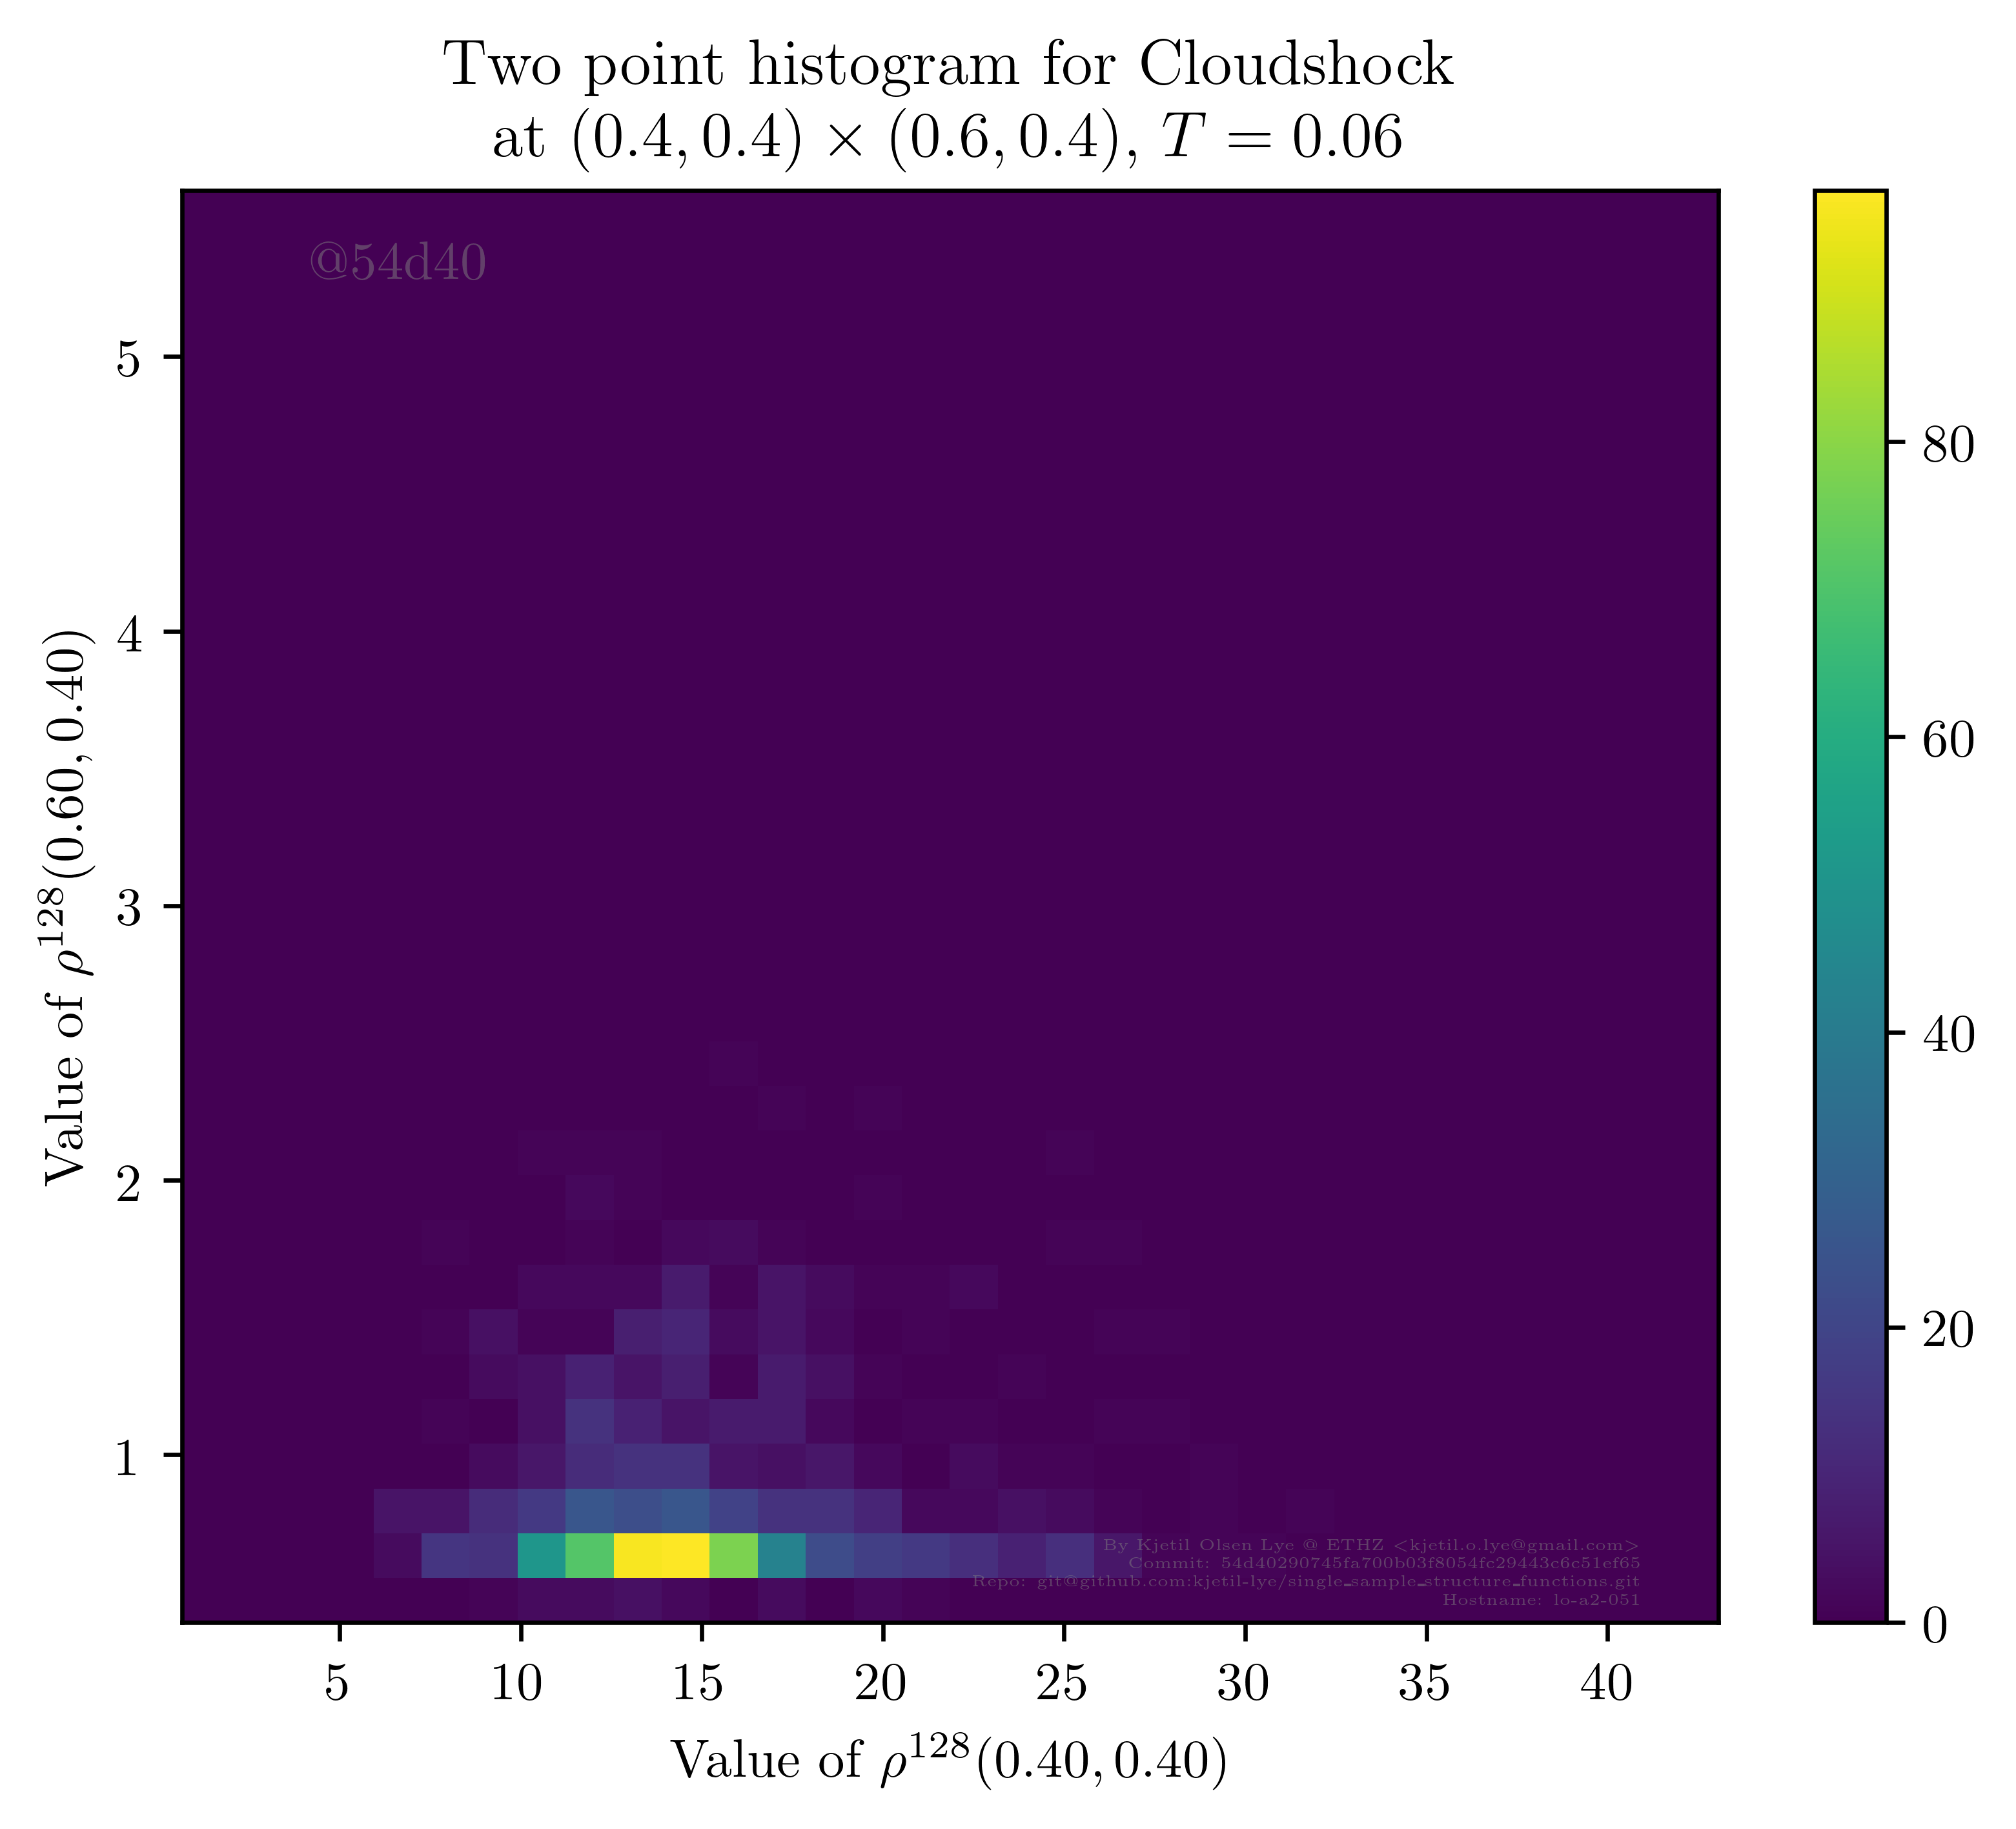 Two point histogram for Cloudshock
at (0.4, 0.4) × (0.6, 0.4), T = 0.06
@54d40
5
4
3
2
1
Value of ρ¹²⁸(0.60, 0.40)
80
60
40
20
0
By Kjetil Olsen Lye @ ETHZ <kjetil.o.lye@gmail.com>
Commit: 54d40290745fa700b03f8054fc29443c6c51ef65
Repo: git@github.com:kjetil-lye/single_sample_structure_functions.git
Hostname: lo-a2-051
5 10 15 20 25 30 35 40
Value of ρ¹²⁸(0.40, 0.40)